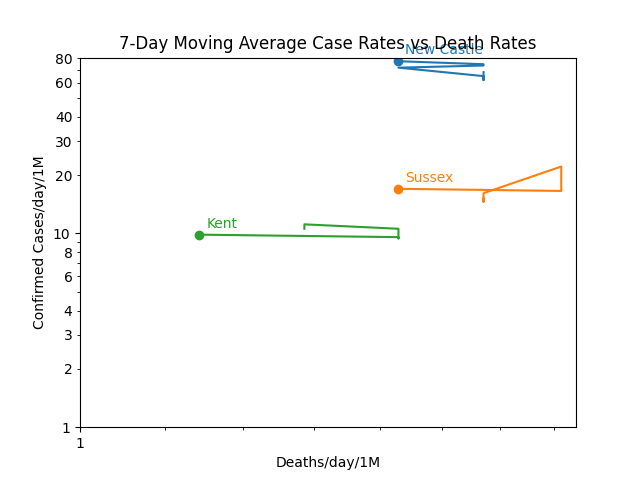 7-Day Moving Average Case Rates vs Death Rates
New Castle
Sussex
Kent
80
60
40
30
20
10
8
6
4
3
2
1
1
Confirmed Cases/day/1M
Deaths/day/1M